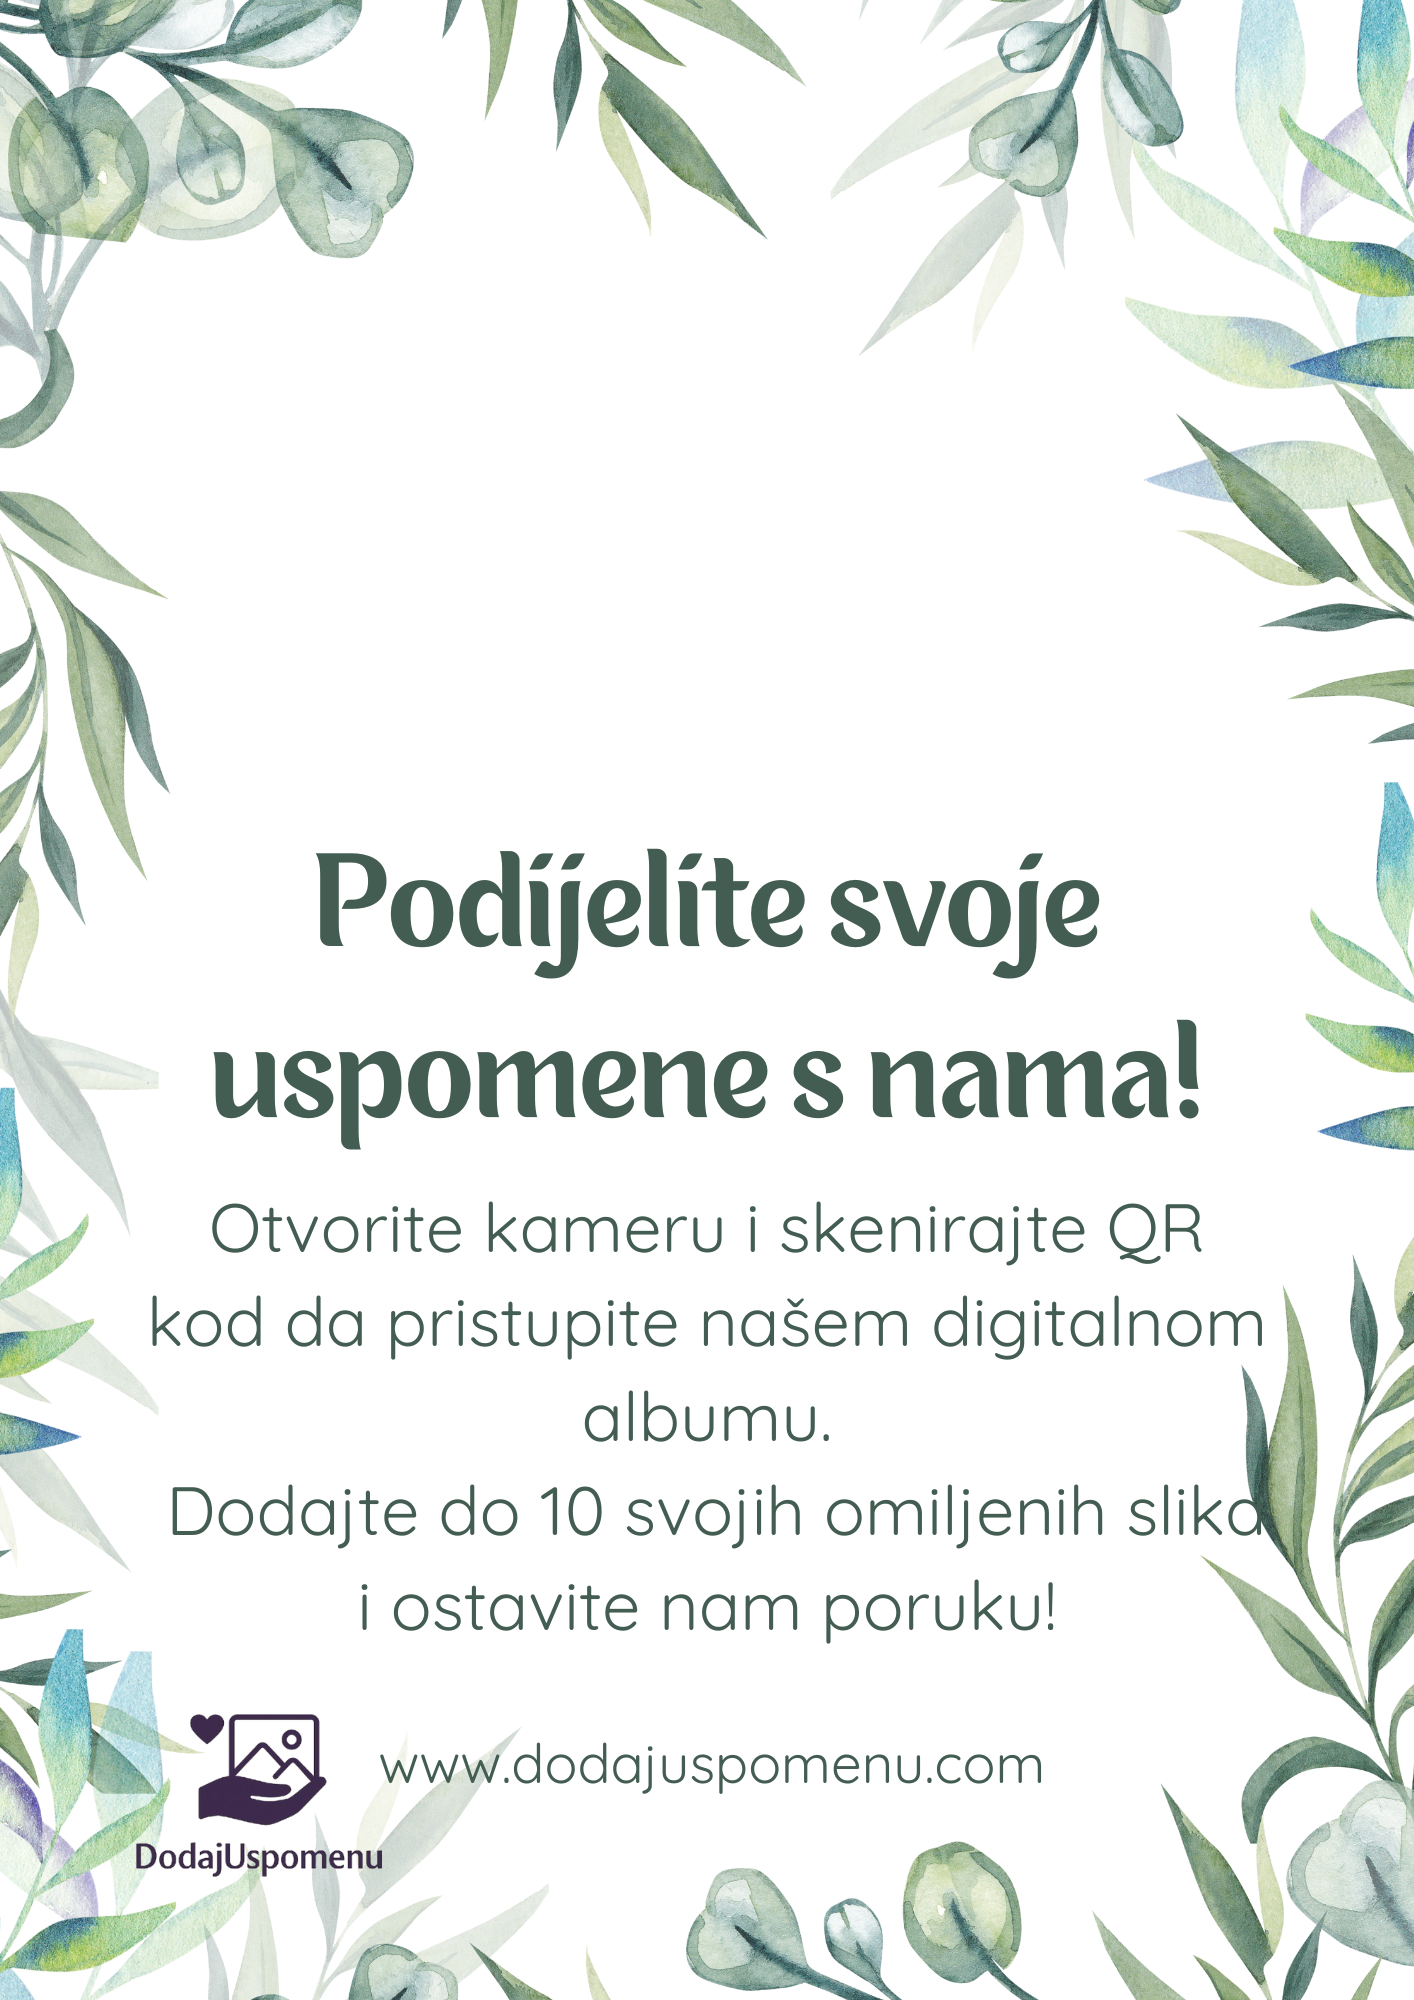 Podijelite svoje
uspomene s nama!
Otvorite kameru i skenirajte QR
kod da pristupite našem digitalnom
albumu.
Dodajte do 10 svojih omiljenih slika
i ostavite nam poruku!
www.dodajuspomenu.com
DodajUspomenu